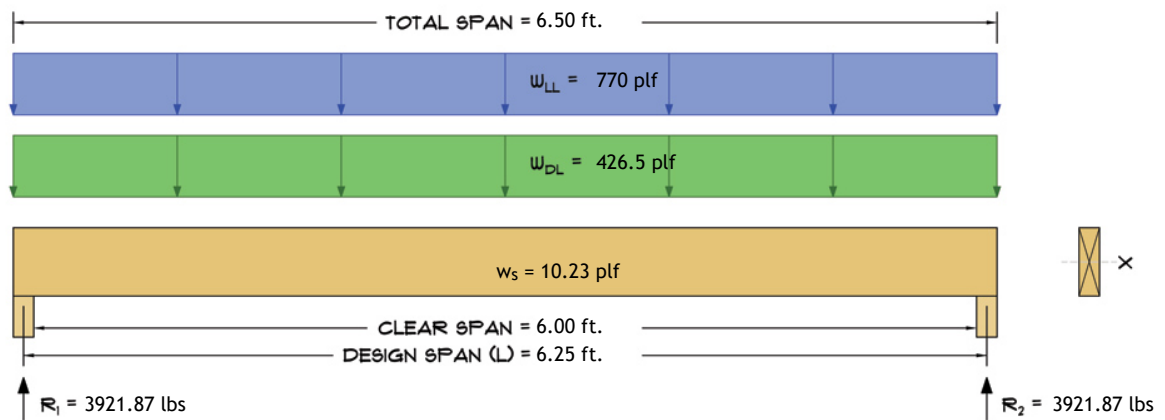 TOTAL SPAN = 6.50 ft.
WLL = 770 plf
WDL = 426.5 plf
ws = 10.23 plf
X
CLEAR SPAN = 6.00 ft.
DESIGN SPAN (L) = 6.25 ft.
R1 = 3921.87 lbs
R2 = 3921.87 lbs